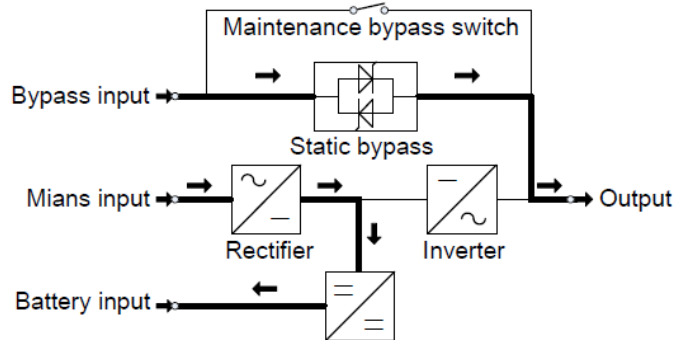 Maintenance bypass switch
Bypass input
Static bypass
Mians input
Output
Rectifier
Inverter
Battery input